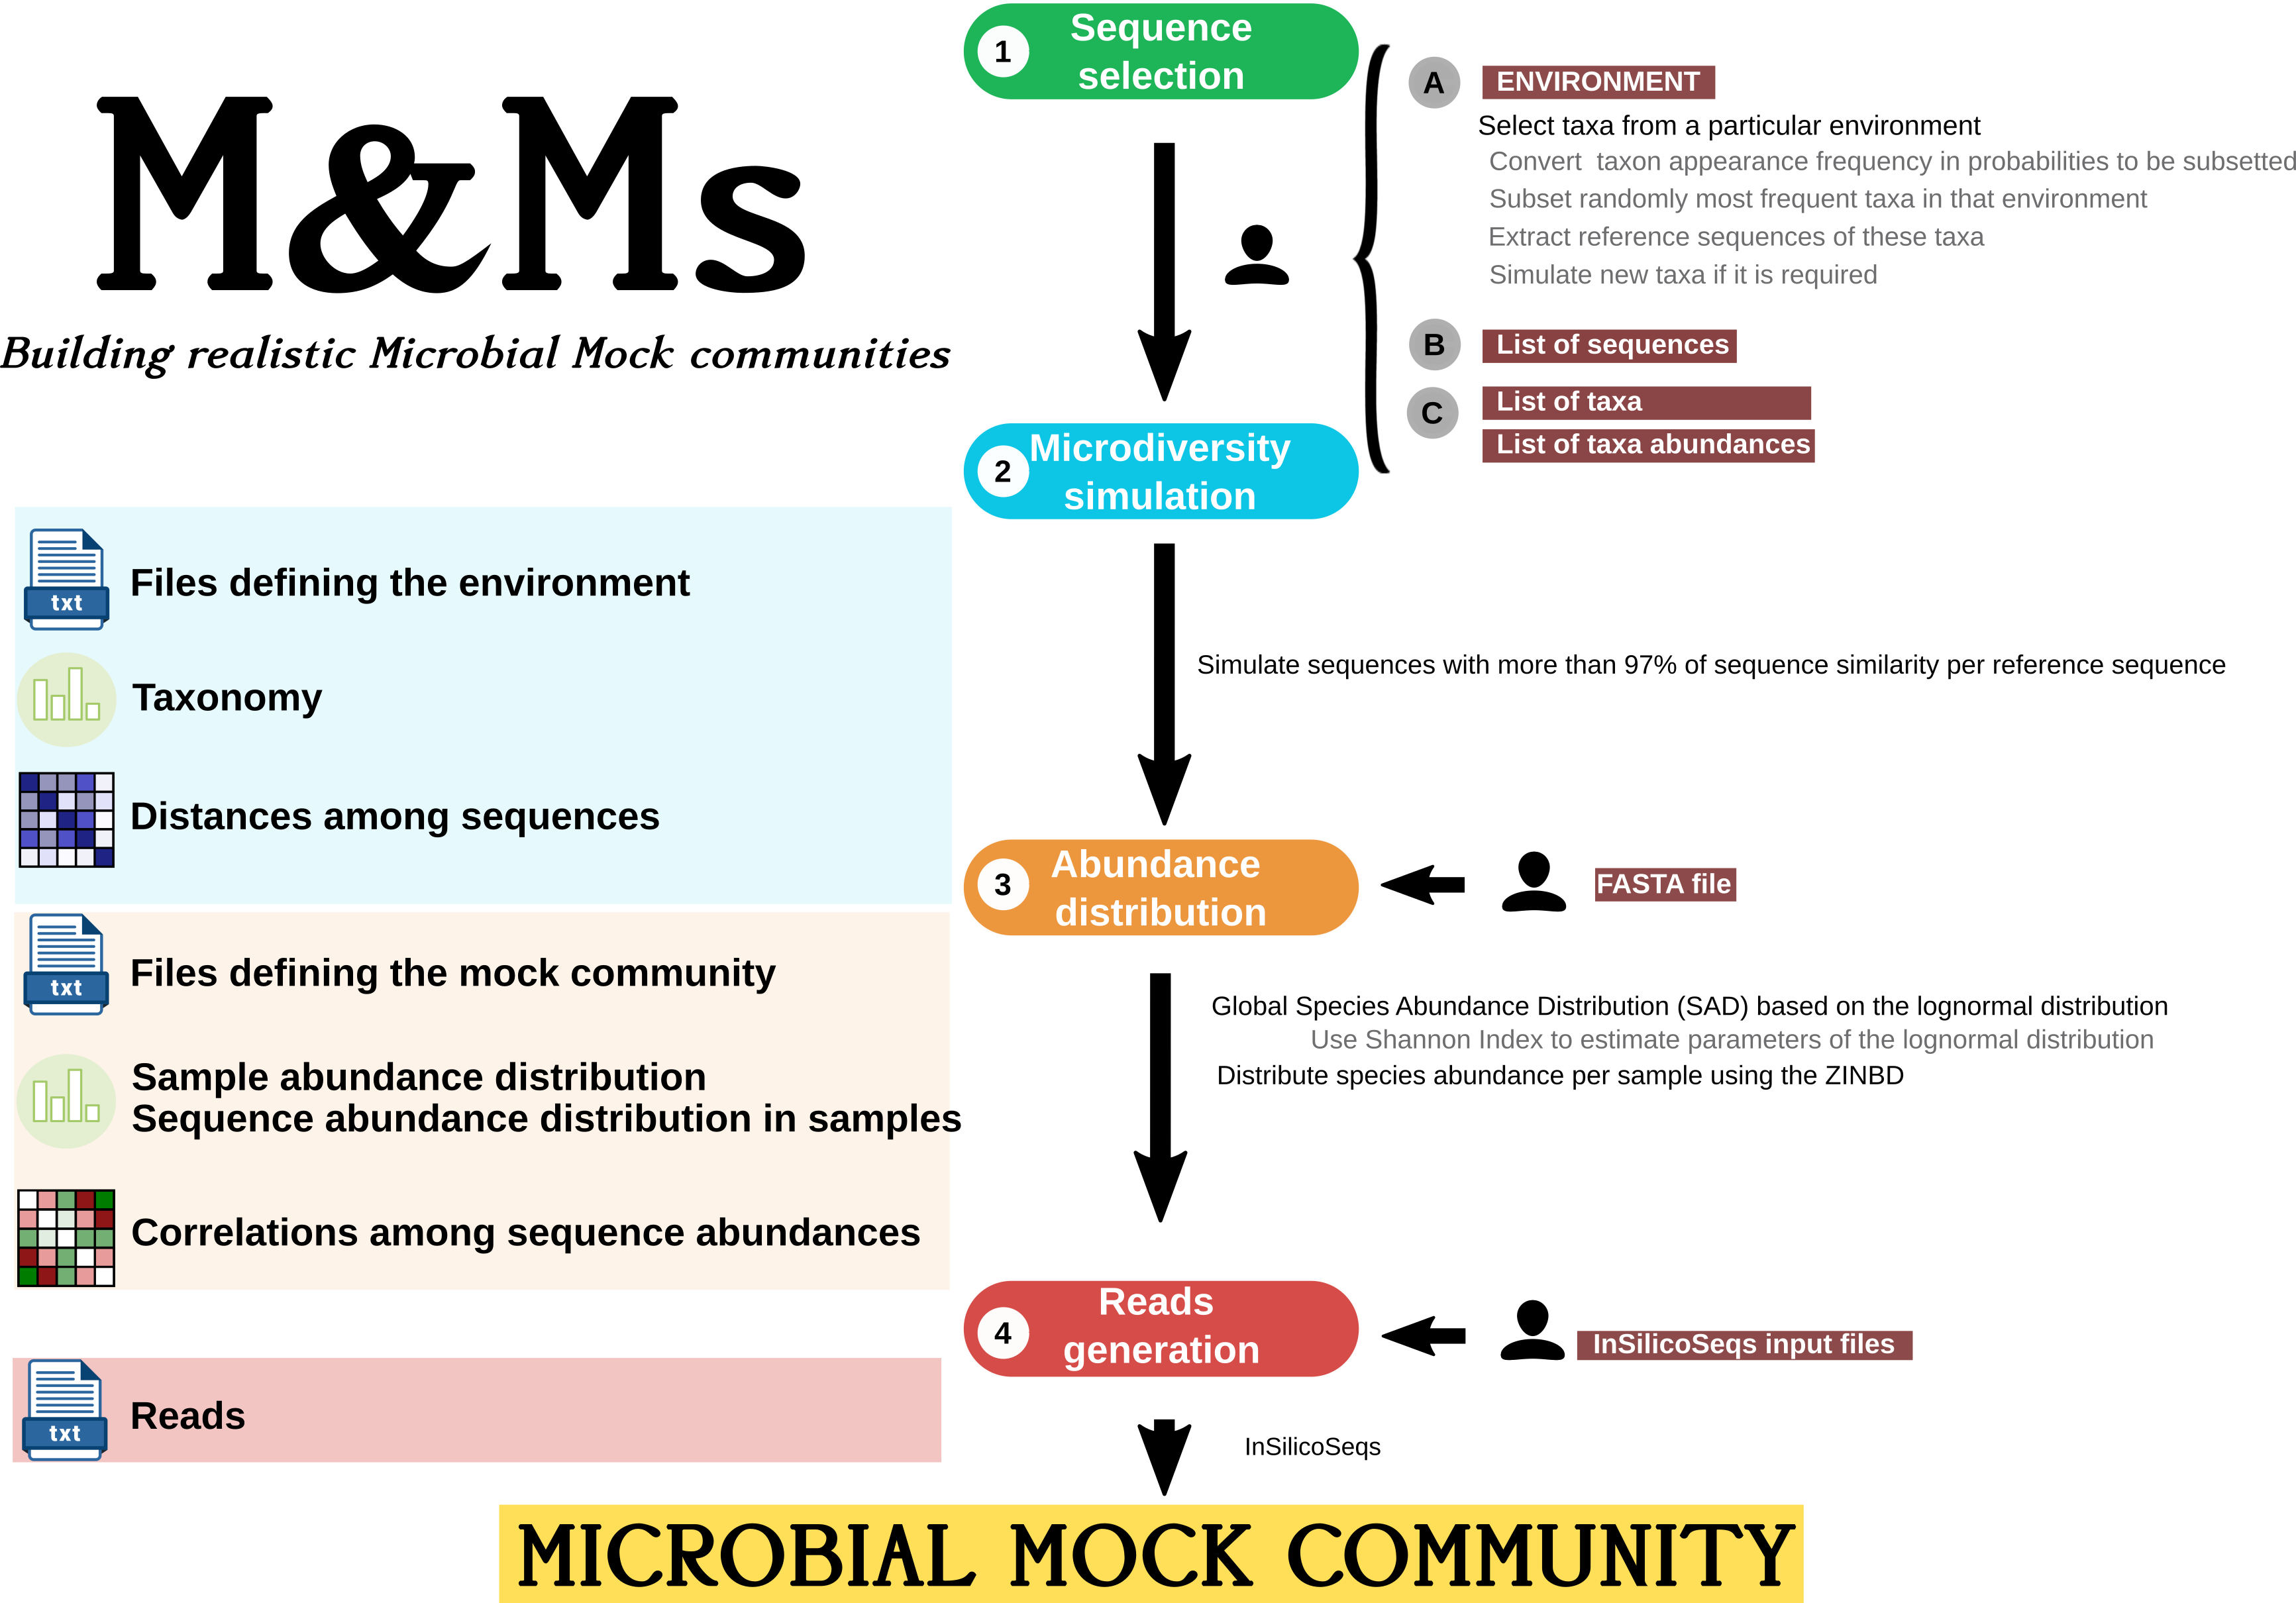 M&Ms
Building realistic Microbial Mock communities
1
Sequence
selection
A
ENVIRONMENT
Select taxa from a particular environment
Convert taxon appearance frequency in probabilities to be subsetted
Subset randomly most frequent taxa in that environment
Extract reference sequences of these taxa
Simulate new taxa if it is required
B
List of sequences
C
List of taxa
List of taxa abundances
2
Microdiversity
simulation
Simulate sequences with more than 97% of sequence similarity per reference sequence
txt
Files defining the environment
Taxonomy
Distances among sequences
3
Abundance
distribution
FASTA file
Global Species Abundance Distribution (SAD) based on the lognormal distribution
Use Shannon Index to estimate parameters of the lognormal distribution
Distribute species abundance per sample using the ZINBD
txt
Files defining the mock community
Sample abundance distribution
Sequence abundance distribution in samples
Correlations among sequence abundances
4
Reads
generation
InSilicoSeqs input files
InSilicoSeqs
txt
Reads
MICROBIAL MOCK COMMUNITY